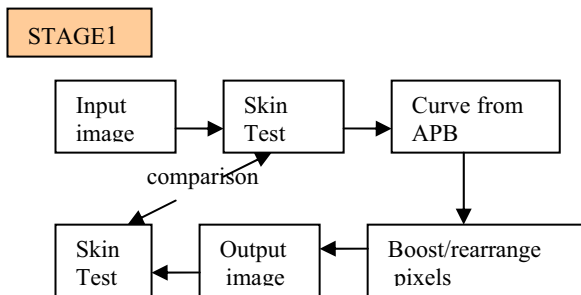 STAGE1
Input
image
Skin
Test
Curve from
APB
comparison
Skin
Test
Output
image
Boost/rearrange
pixels